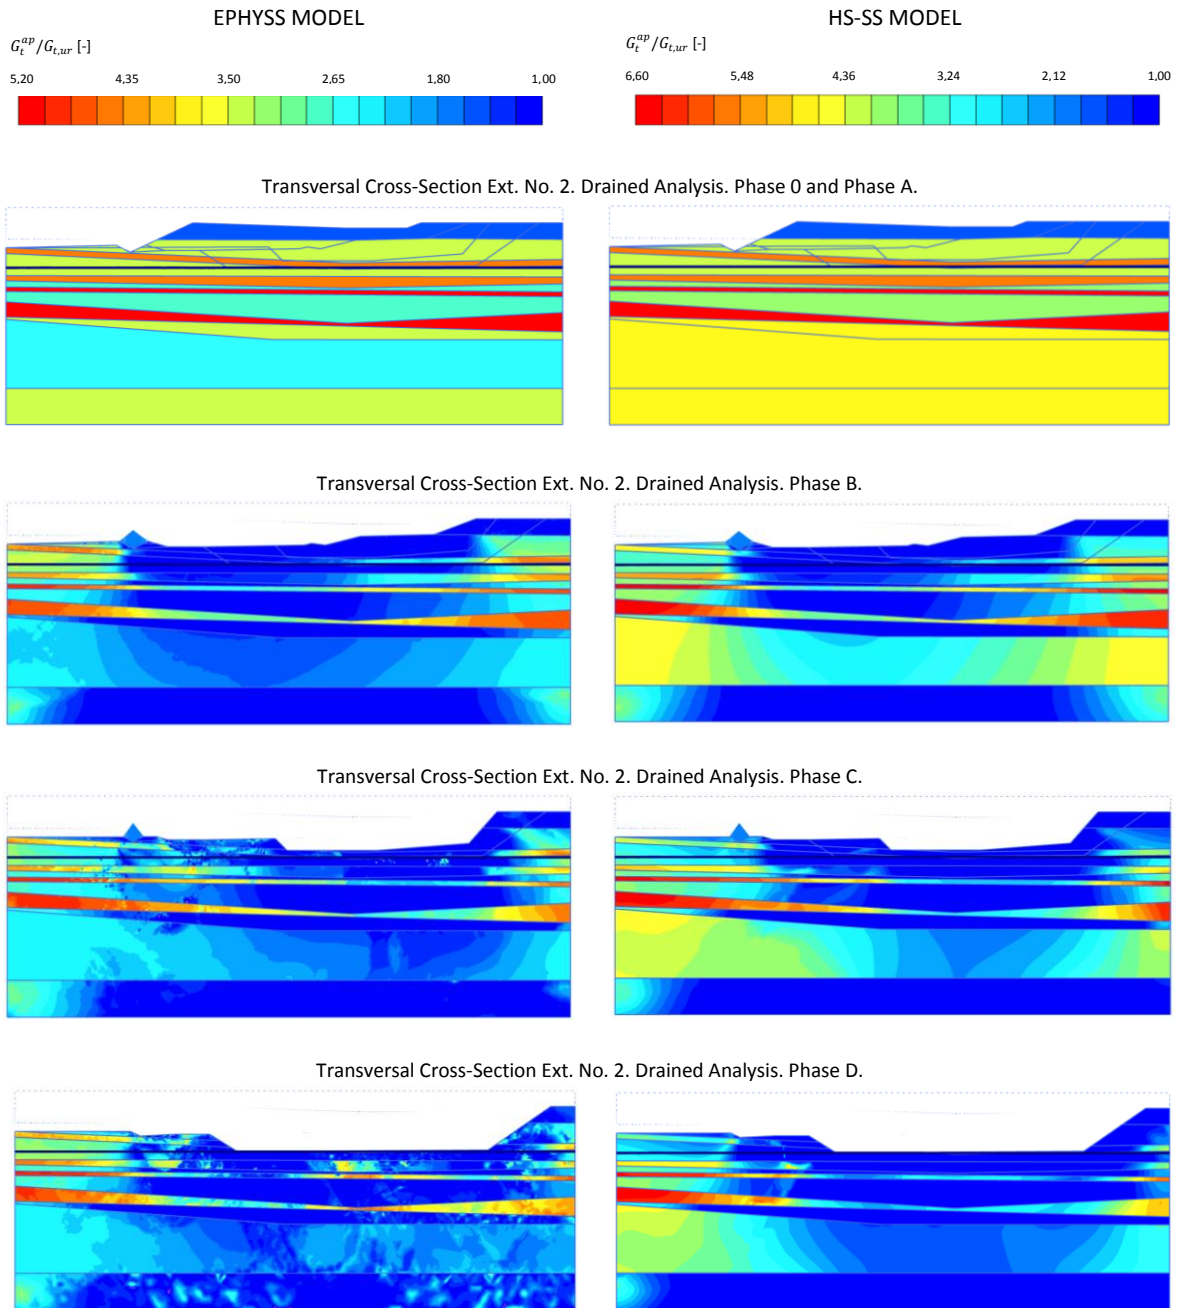 EPHYSS MODEL
HS-SS MODEL
G_t^{ap}/G_{t,ur} [-]
G_t^{ap}/G_{t,ur} [-]
5,20 4,35 3,50 2,65 1,80 1,00
6,60 5,48 4,36 3,24 2,12 1,00
Transversal Cross-Section Ext. No. 2. Drained Analysis. Phase 0 and Phase A.
Transversal Cross-Section Ext. No. 2. Drained Analysis. Phase B.
Transversal Cross-Section Ext. No. 2. Drained Analysis. Phase C.
Transversal Cross-Section Ext. No. 2. Drained Analysis. Phase D.